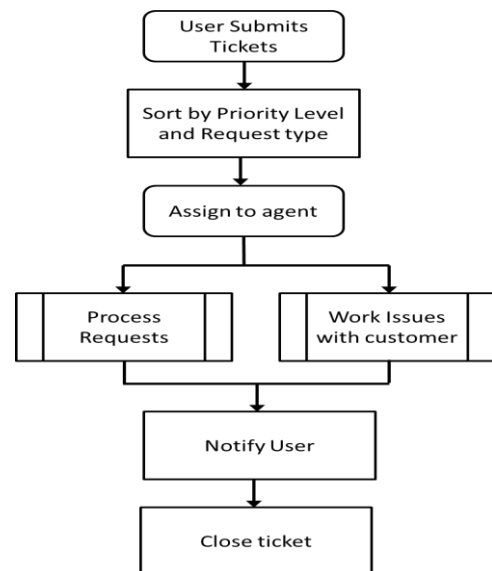 User Submits
Tickets
Sort by Priority Level
and Request type
Assign to agent
Process
Requests
Work Issues
with customer
Notify User
Close ticket